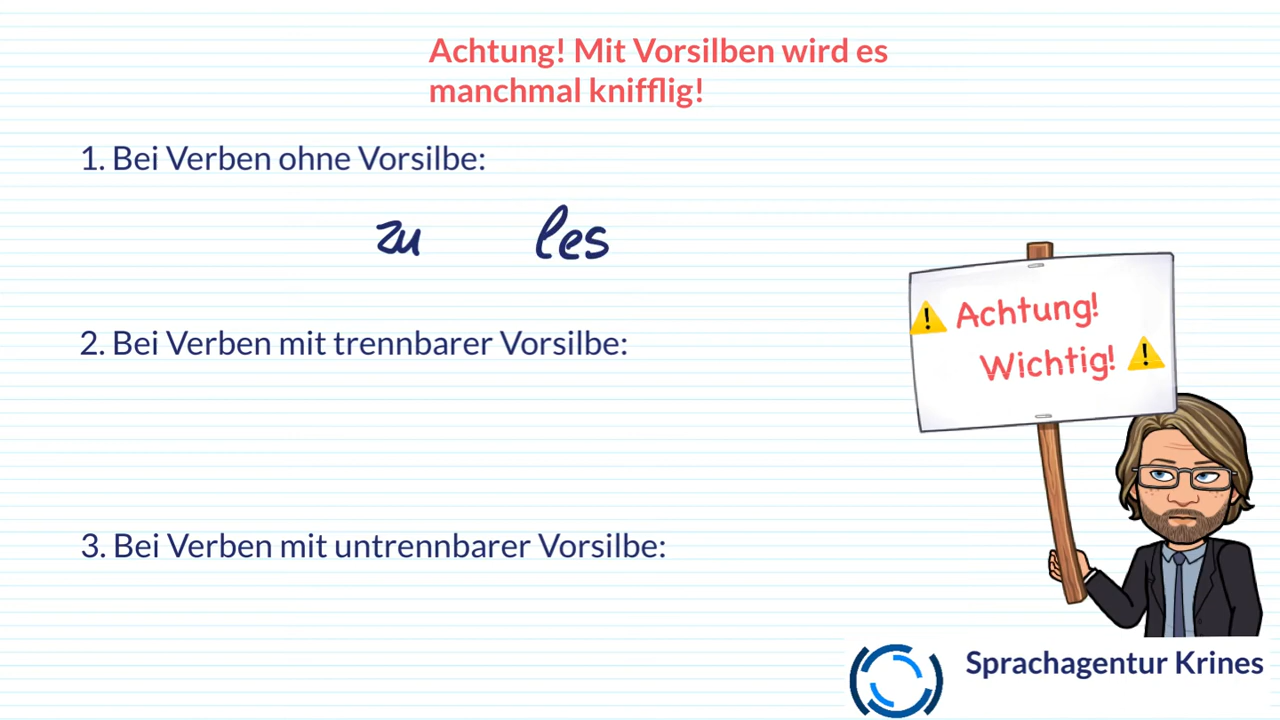 Achtung! Mit Vorsilben wird es
manchmal knifflig!
1. Bei Verben ohne Vorsilbe:
zu les
2. Bei Verben mit trennbarer Vorsilbe:
Achtung!
Wichtig!
3. Bei Verben mit untrennbarer Vorsilbe:
Sprachagentur Krines